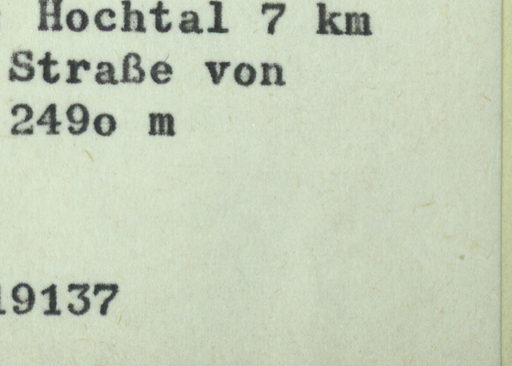 Hochtal 7 km
Straße von
249o m
19137